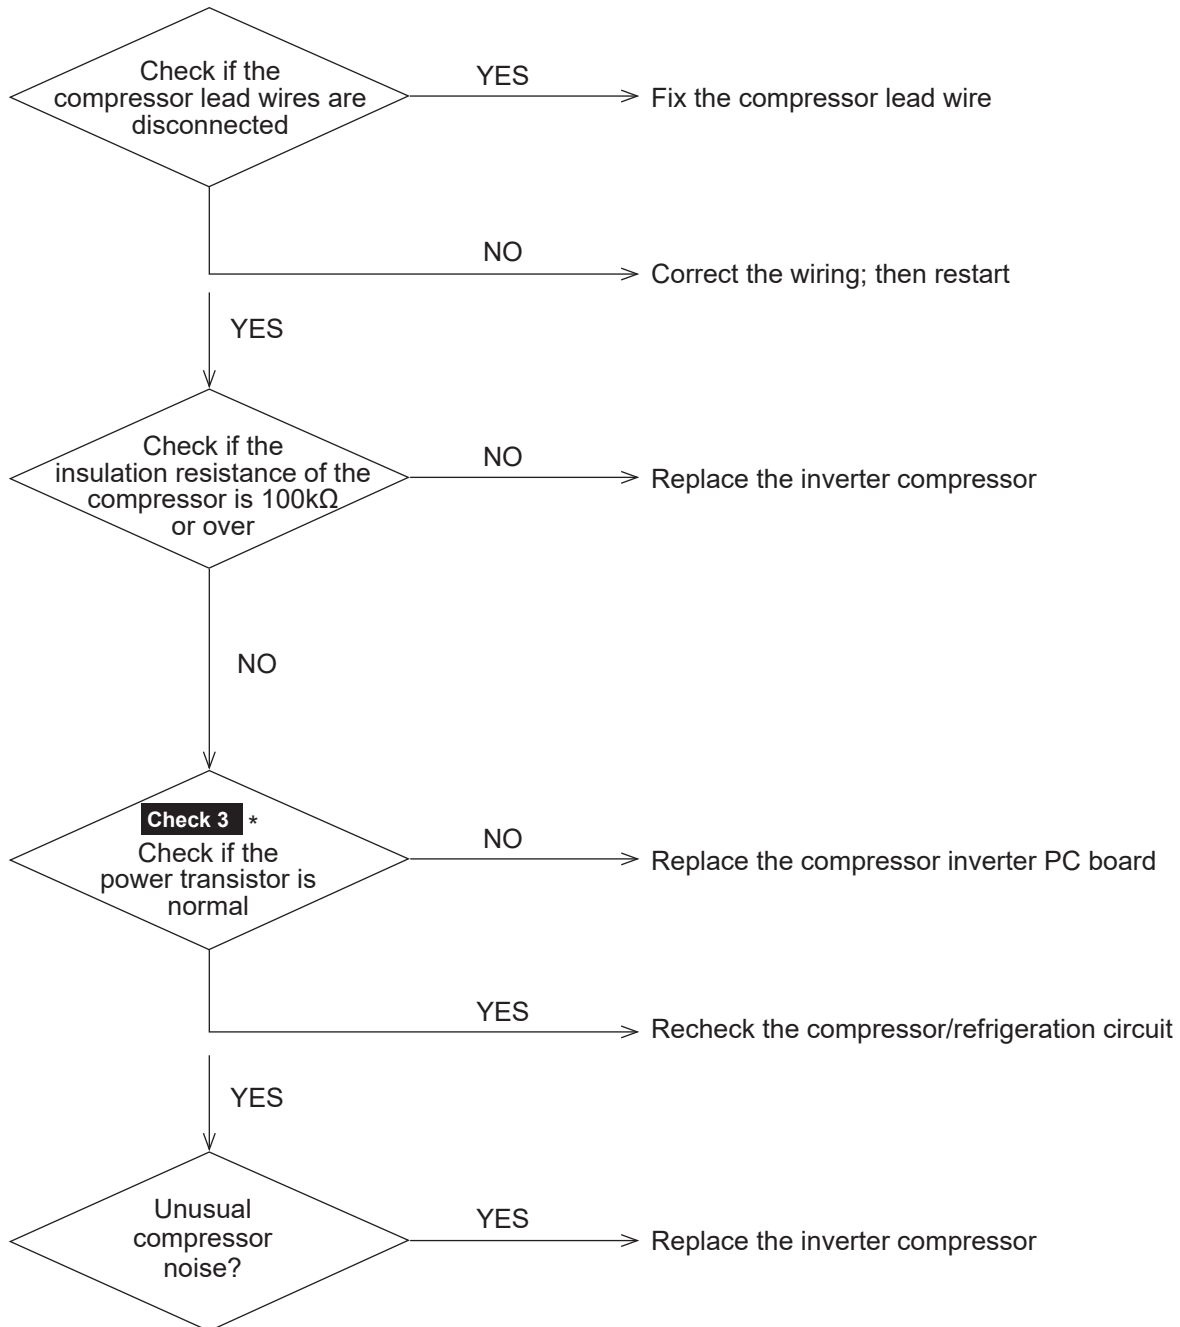 Check if the
compressor lead wires are
disconnected
YES
Fix the compressor lead wire
NO
Correct the wiring; then restart
YES
Check if the
insulation resistance of the
compressor is 100kΩ
or over
NO
Replace the inverter compressor
NO
Check 3 *
Check if the
power transistor is
normal
NO
Replace the compressor inverter PC board
YES
Recheck the compressor/refrigeration circuit
YES
Unusual
compressor
noise?
YES
Replace the inverter compressor